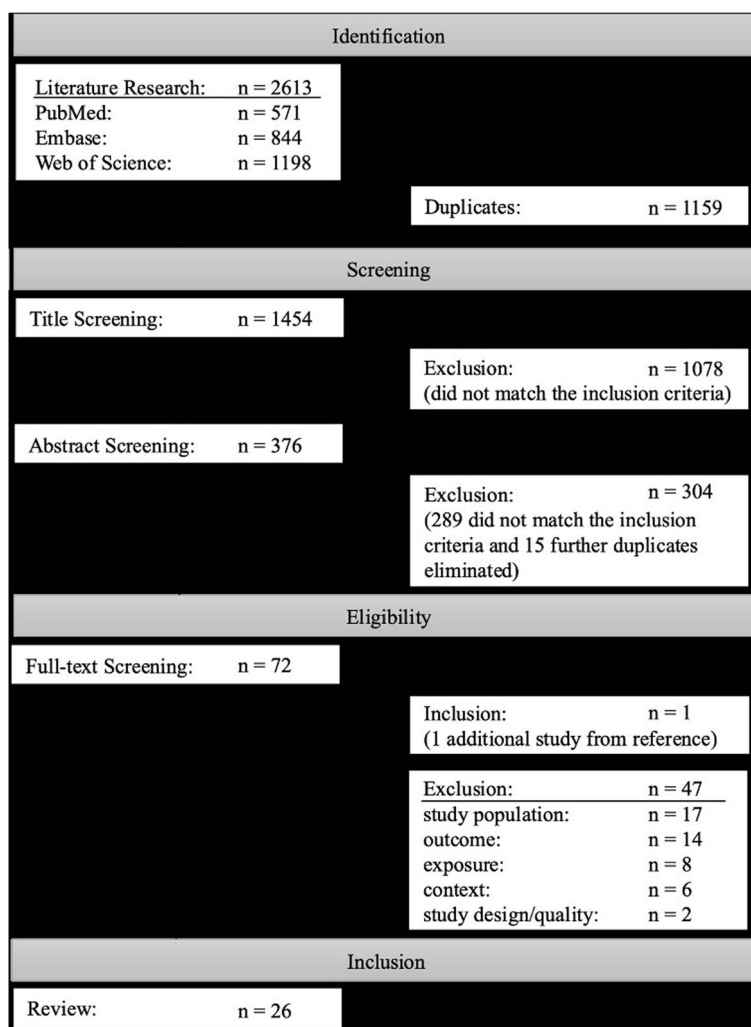 Identification
Literature Research: n = 2613
PubMed: n = 571
Embase: n = 844
Web of Science: n = 1198
Duplicates: n = 1159
Screening
Title Screening: n = 1454
Exclusion: n = 1078
(did not match the inclusion criteria)
Abstract Screening: n = 376
Exclusion: n = 304
(289 did not match the inclusion
criteria and 15 further duplicates
eliminated)
Eligibility
Full-text Screening: n = 72
Inclusion: n = 1
(1 additional study from reference)
Exclusion: n = 47
study population: n = 17
outcome: n = 14
exposure: n = 8
context: n = 6
study design/quality: n = 2
Inclusion
Review: n = 26